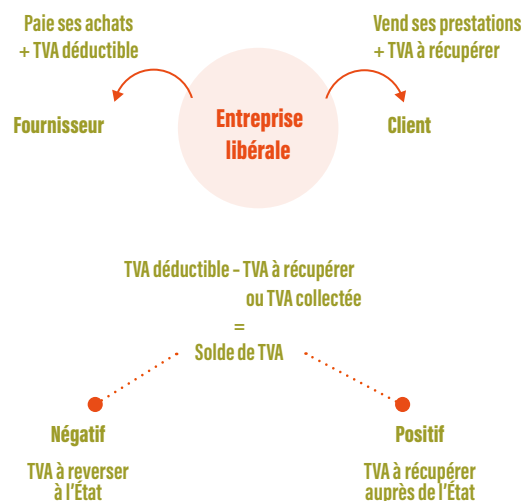 Paie ses achats
+ TVA déductible
Vend ses prestations
+ TVA à récupérer
Fournisseur
Entreprise
libérale
Client
TVA déductible – TVA à récupérer
ou TVA collectée
=
Solde de TVA
Négatif
TVA à reverser
à l'État
Positif
TVA à récupérer
auprès de l'État